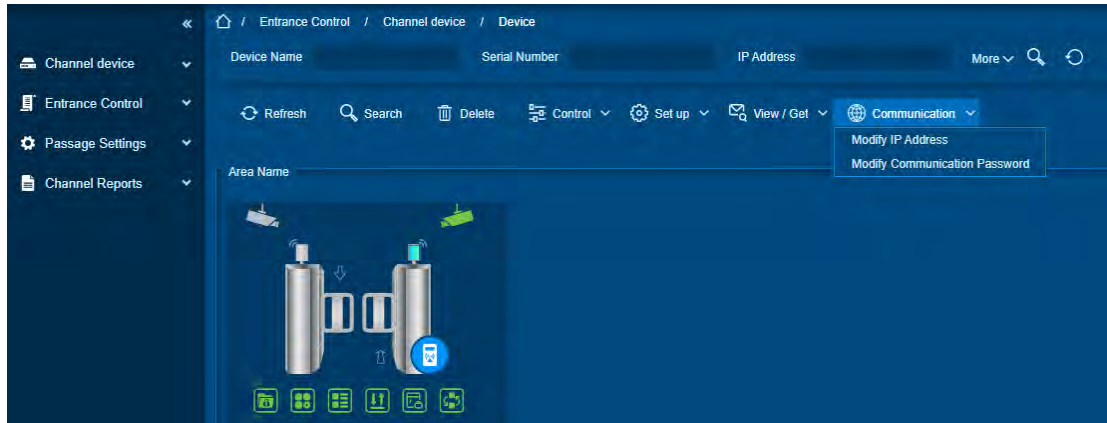 «
/ Entrance Control / Channel device / Device
Device Name Serial Number IP Address More
Channel device
Entrance Control
Passage Settings
Channel Reports
Refresh Search Delete Control Set up View / Get Communication
Modify IP Address
Modify Communication Password
Area Name